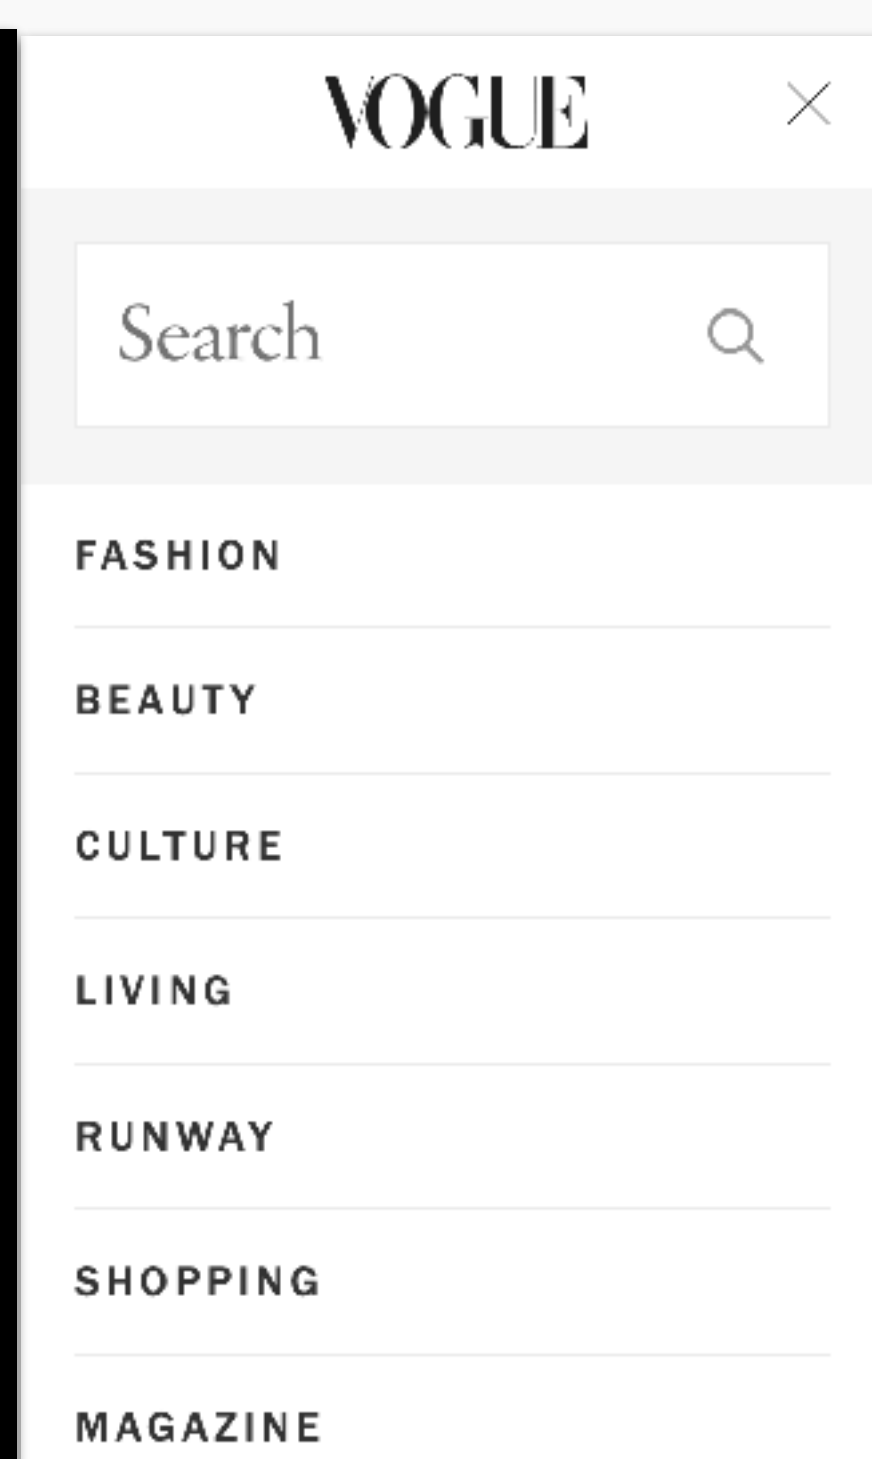 VOGUE
Search
FASHION
BEAUTY
CULTURE
LIVING
RUNWAY
SHOPPING
MAGAZINE